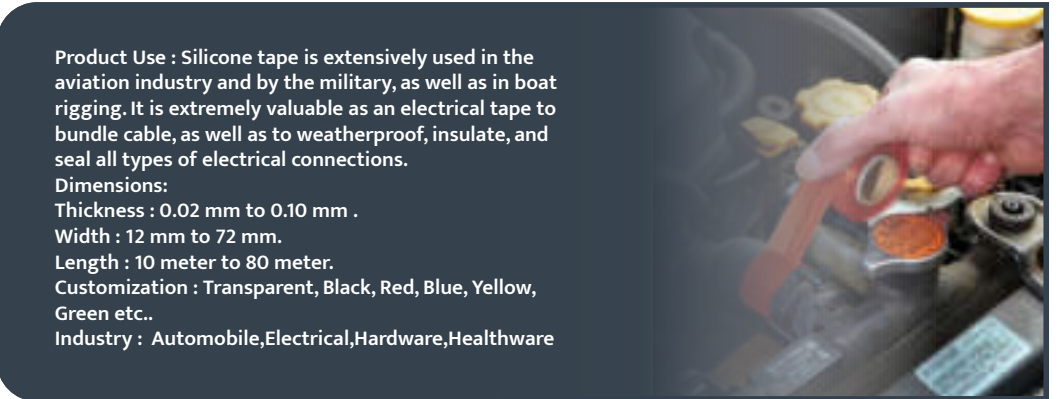 Product Use : Silicone tape is extensively used in the
aviation industry and by the military, as well as in boat
rigging. It is extremely valuable as an electrical tape to
bundle cable, as well as to weatherproof, insulate, and
seal all types of electrical connections.
Dimensions:
Thickness : 0.02 mm to 0.10 mm .
Width : 12 mm to 72 mm.
Length : 10 meter to 80 meter.
Customization : Transparent, Black, Red, Blue, Yellow,
Green etc..
Industry :  Automobile,Electrical,Hardware,Healthware